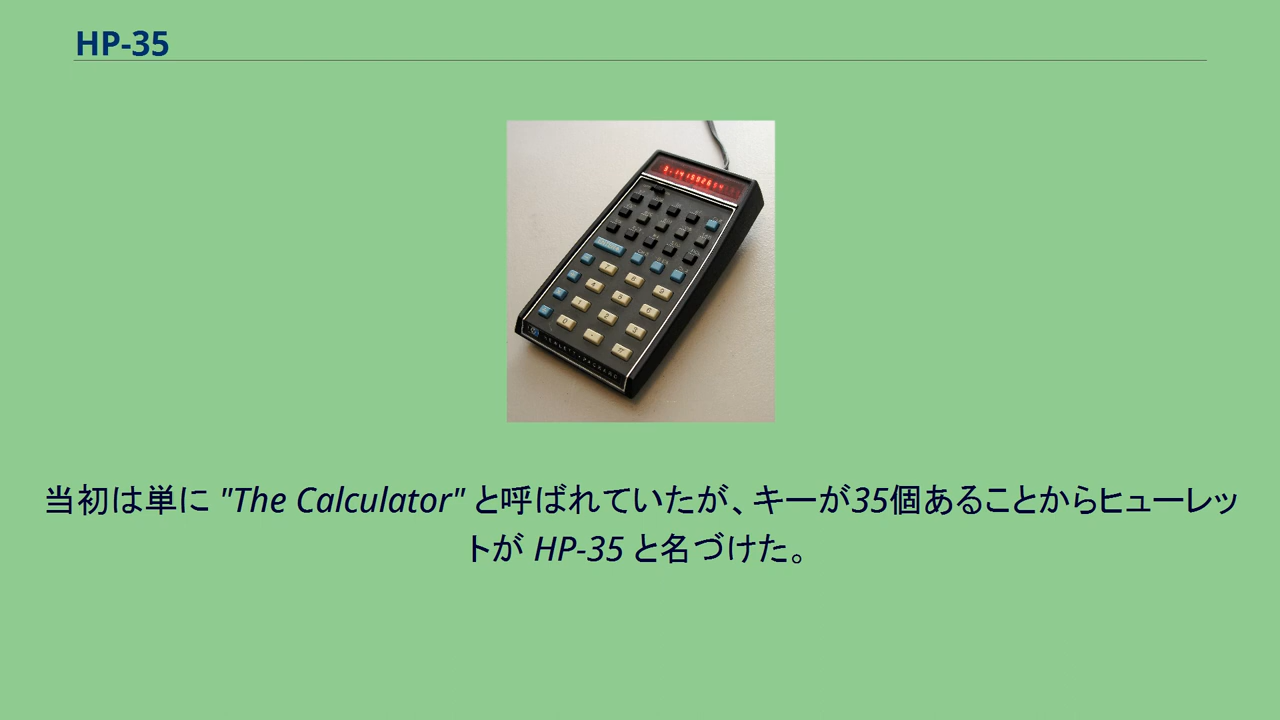 HP-35
当初は単に "The Calculator" と呼ばれていたが、キーが35個あることからヒューレッ
トが HP-35 と名づけた。